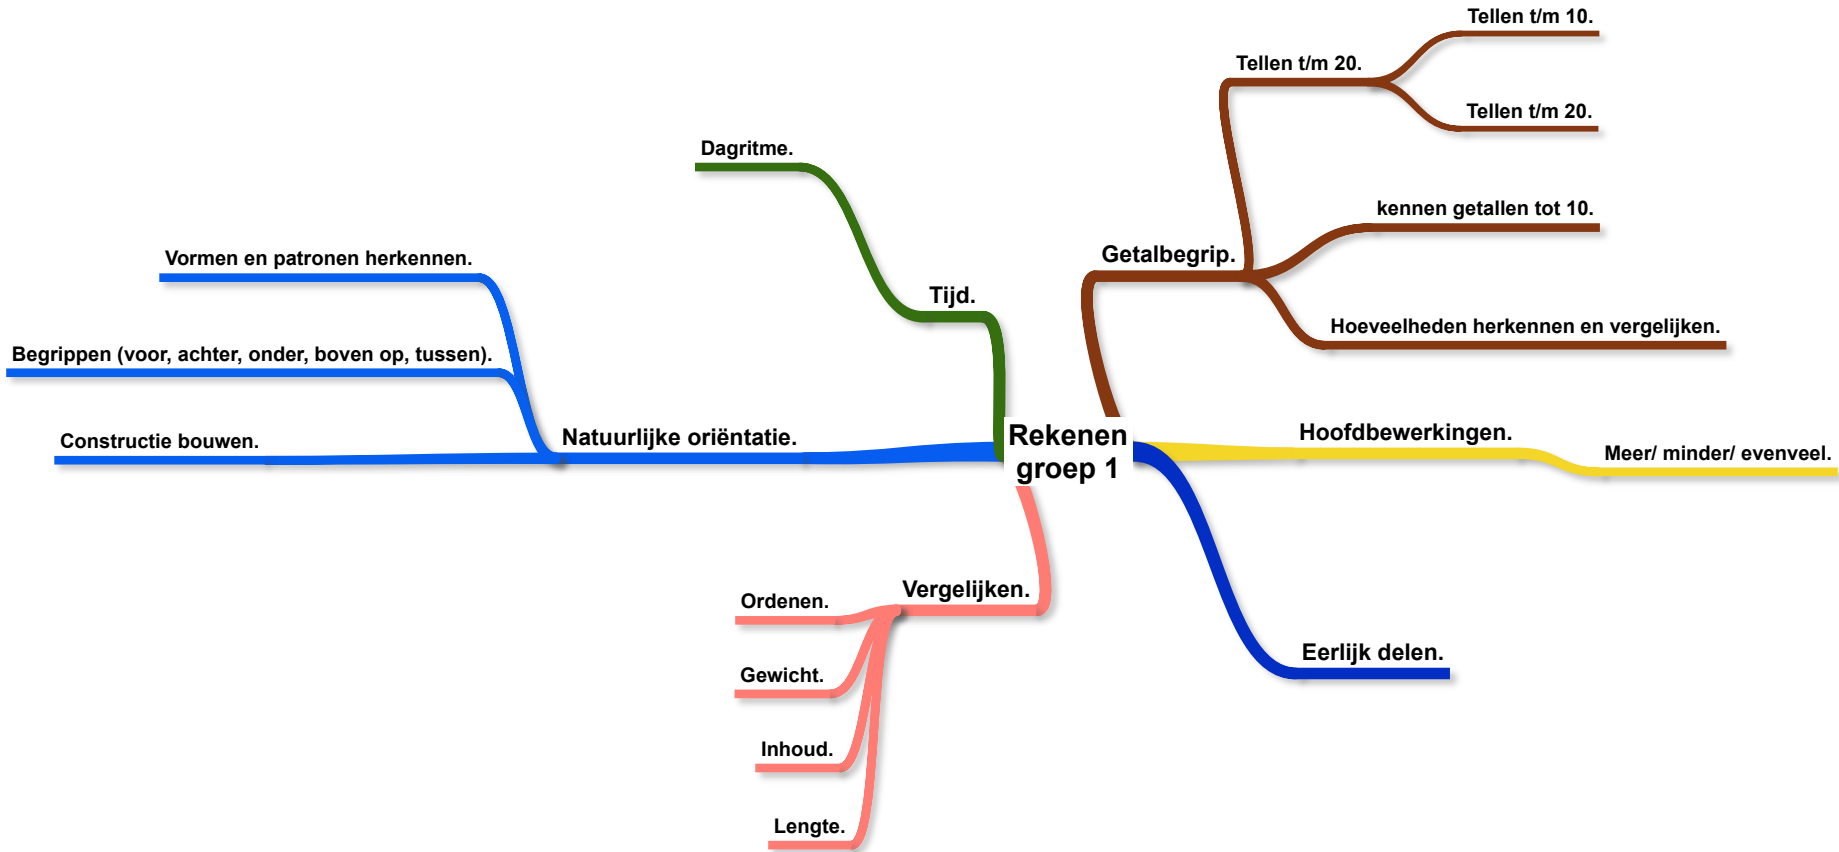 Tellen t/m 10.
Tellen t/m 20.
Tellen t/m 20.
Dagritme.
kennen getallen tot 10.
Vormen en patronen herkennen.
Getalbegrip.
Tijd.
Hoeveelheden herkennen en vergelijken.
Begrippen (voor, achter, onder, boven op, tussen).
Constructie bouwen.
Natuurlijke oriëntatie.
Rekenen
groep 1
Hoofdbewerkingen.
Meer/ minder/ evenveel.
Vergelijken.
Ordenen.
Gewicht.
Inhoud.
Lengte.
Eerlijk delen.